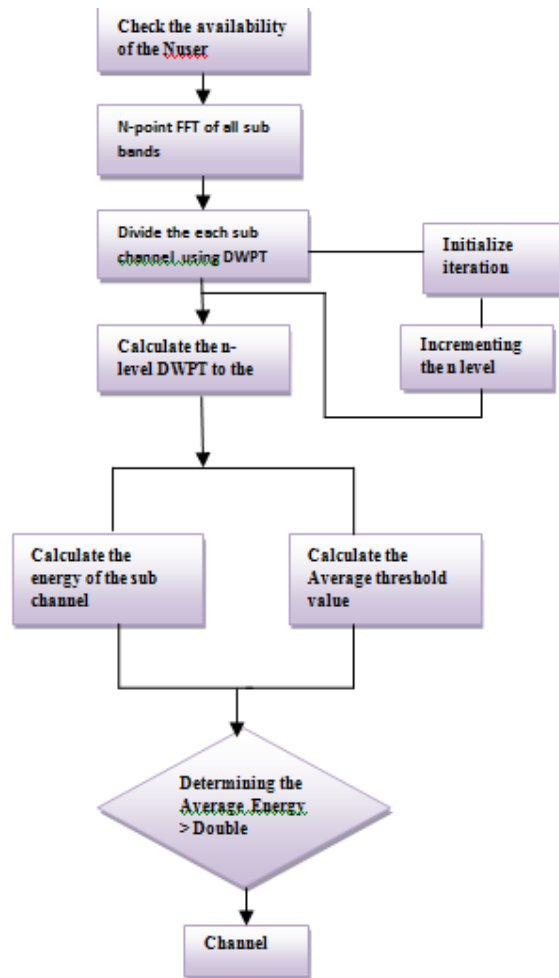 Check the availability
of the Nuser
N-point FFT of all sub
bands
Divide the each sub
channel using DWPT
Initialize
iteration
Calculate the n-
level DWPT to the
Incrementing
the n level
Calculate the
energy of the sub
channel
Calculate the
Average threshold
value
Determining the
Average Energy
> Double
Channel